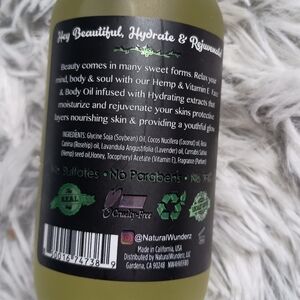 Hey Beautiful, Hydrate & Rejuvenate
Beauty comes in many sweet forms. Relax your
mind, body & soul with our Hemp & Vitamin E Face
& Body Oil infused with Hydrating extracts that
moisturize and rejuvenate your skins protective
layers nourishing skin & providing a youthful glow.
INGREDIENTS: Glycine Soja (Soybean) Oil, Cocos Nucifera (Coconut) oil, Rosa
Canina (Rosehip) oil, Lavandula Angustifolia (Lavender) oil, Cannabis Sativa
(Hemp) seed oil, Honey, Tocopheryl Acetate (Vitamin E), Fragrance (Parfum)
No Sulfates • No Parabens •
REAL
Cruelty-Free
@NaturalWunderz
Made in CA, USA
Distributed by NaturalWunderz, LLC
Gardena, CA 90248